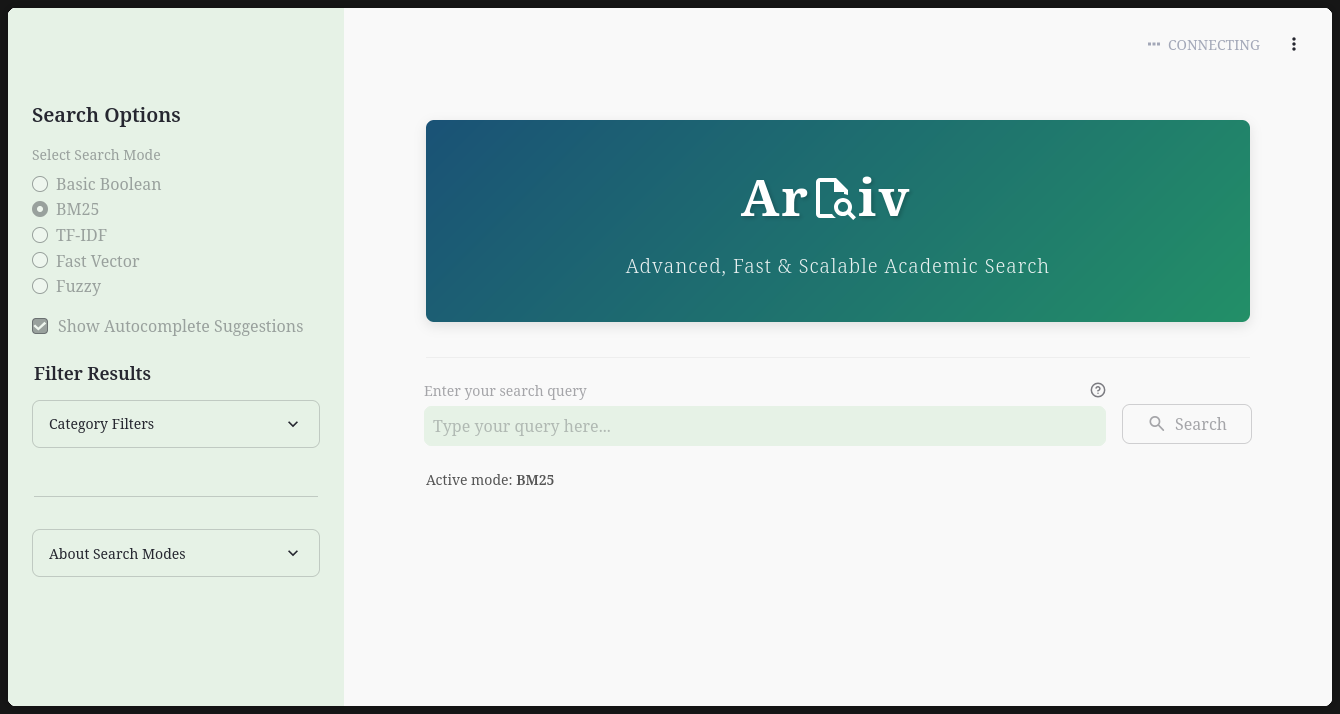 CONNECTING
Search Options
Select Search Mode
Basic Boolean
BM25
TF-IDF
Fast Vector
Fuzzy
Show Autocomplete Suggestions
Filter Results
Category Filters
About Search Modes
Ar iv
Advanced, Fast & Scalable Academic Search
Enter your search query
Type your query here...
Search
Active mode: BM25